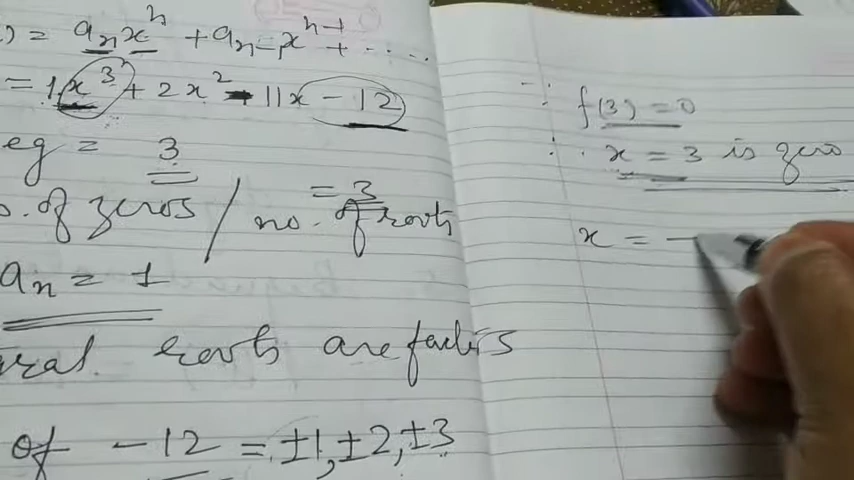 ) = aₙxⁿ + aₙ₋₁xⁿ⁻¹ + .....
= 1x³ + 2x² - 11x - 12
eg = 3
o. of zeros / no. of roots = 3
aₙ = 1
ral roots are factors
of - 12 = ±1, ±2, ±3
∵ f(3) = 0
∴ x = 3 is zero
x = -